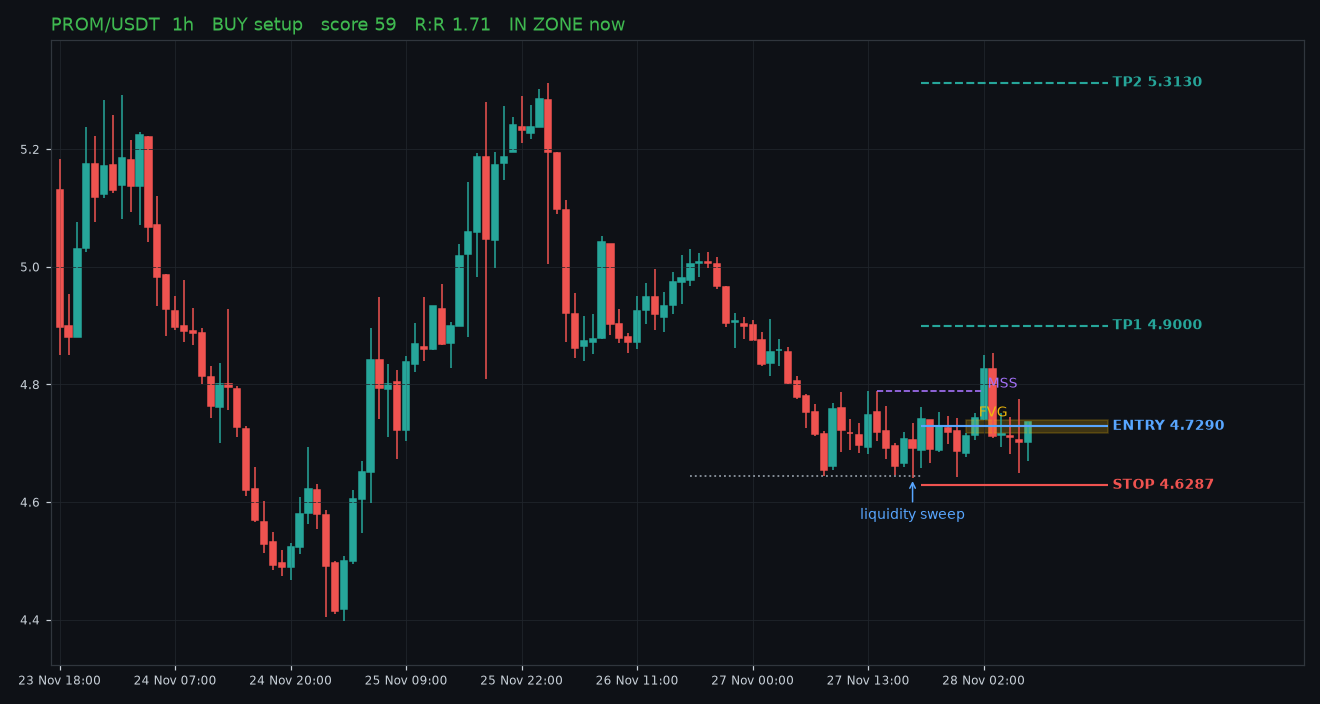 PROM/USDT 1h BUY setup score 59 R:R 1.71 IN ZONE now
TP2 5.3130
5.2
5.0
TP1 4.9000
4.8
MSS
FVG
ENTRY 4.7290
STOP 4.6287
liquidity sweep
4.6
4.4
23 Nov 18:00 24 Nov 07:00 24 Nov 20:00 25 Nov 09:00 25 Nov 22:00 26 Nov 11:00 27 Nov 00:00 27 Nov 13:00 28 Nov 02:00